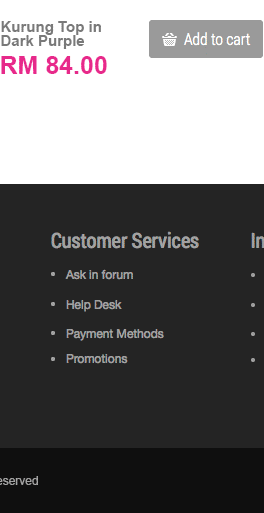 Kurung Top in
Dark Purple
RM 84.00
Add to cart
Customer Services
Ask in forum
Help Desk
Payment Methods
Promotions